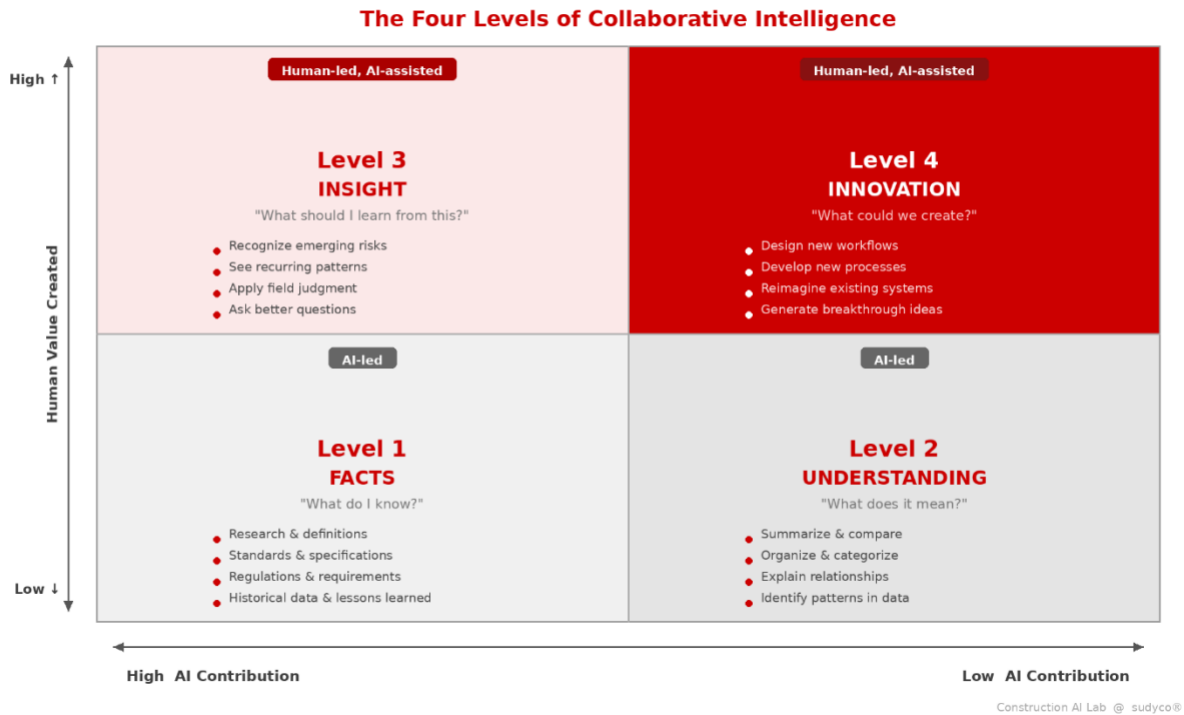 The Four Levels of Collaborative Intelligence
High ↑
Human Value Created
Low ↓
Human-led, AI-assisted
Level 3
INSIGHT
"What should I learn from this?"
Recognize emerging risks
See recurring patterns
Apply field judgment
Ask better questions
Human-led, AI-assisted
Level 4
INNOVATION
"What could we create?"
Design new workflows
Develop new processes
Reimagine existing systems
Generate breakthrough ideas
AI-led
Level 1
FACTS
"What do I know?"
Research & definitions
Standards & specifications
Regulations & requirements
Historical data & lessons learned
AI-led
Level 2
UNDERSTANDING
"What does it mean?"
Summarize & compare
Organize & categorize
Explain relationships
Identify patterns in data
High  AI Contribution
Low  AI Contribution
Construction AI Lab  @  sudyco®